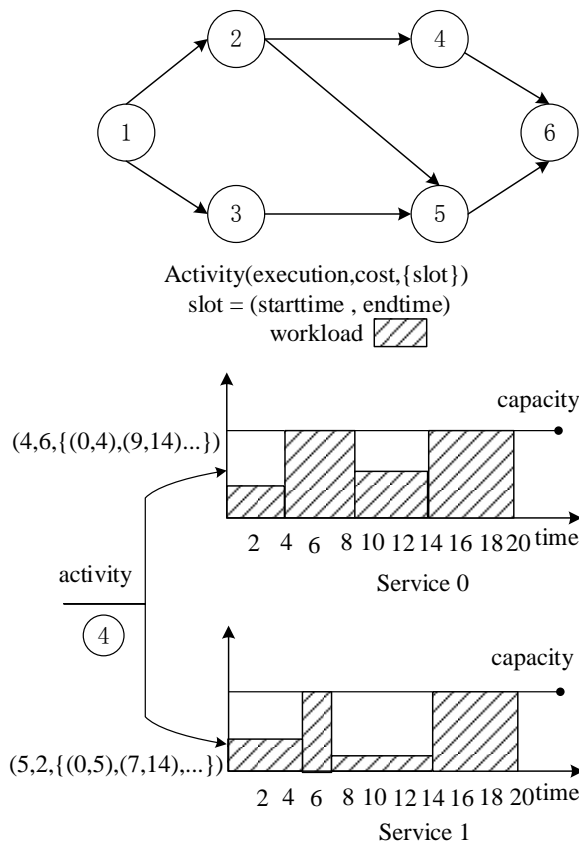 2
4
1
6
3
5
Activity(execution,cost,{slot})
slot = (starttime , endtime)
workload
capacity
(4,6,{(0,4),(9,14)...})
2 4 6 8 10 12 14 16 18 20 time
Service 0
activity
4
capacity
(5,2,{(0,5),(7,14),...})
2 4 6 8 10 12 14 16 18 20 time
Service 1